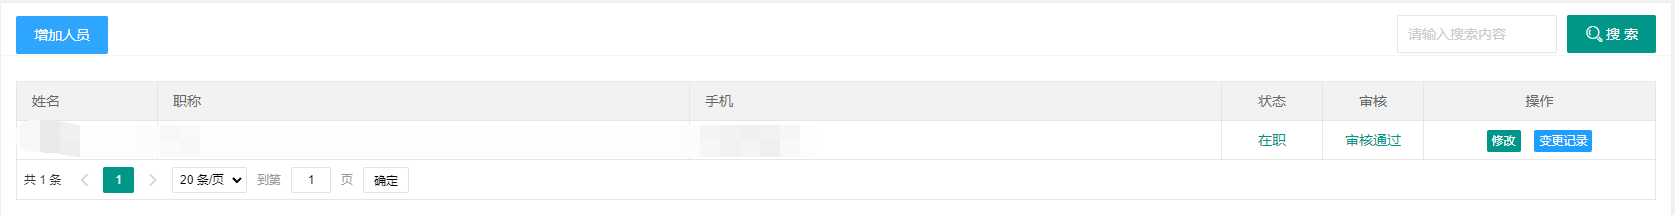 增加人员
请输入搜索内容
搜 索
姓名 职称 手机 状态 审核 操作
在职 审核通过 修改 变更记录
共 1 条 1 20 条/页 到第 1 页 确定